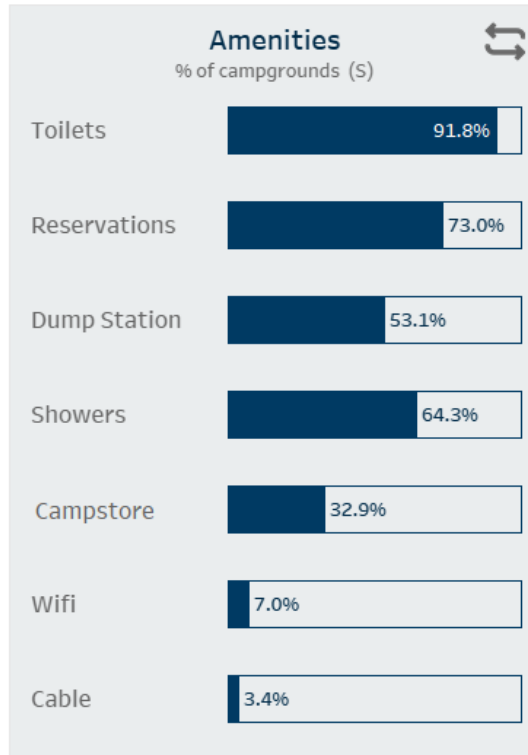 Amenities
% of campgrounds (S)
Toilets 91.8%
Reservations 73.0%
Dump Station 53.1%
Showers 64.3%
Campstore 32.9%
Wifi 7.0%
Cable 3.4%